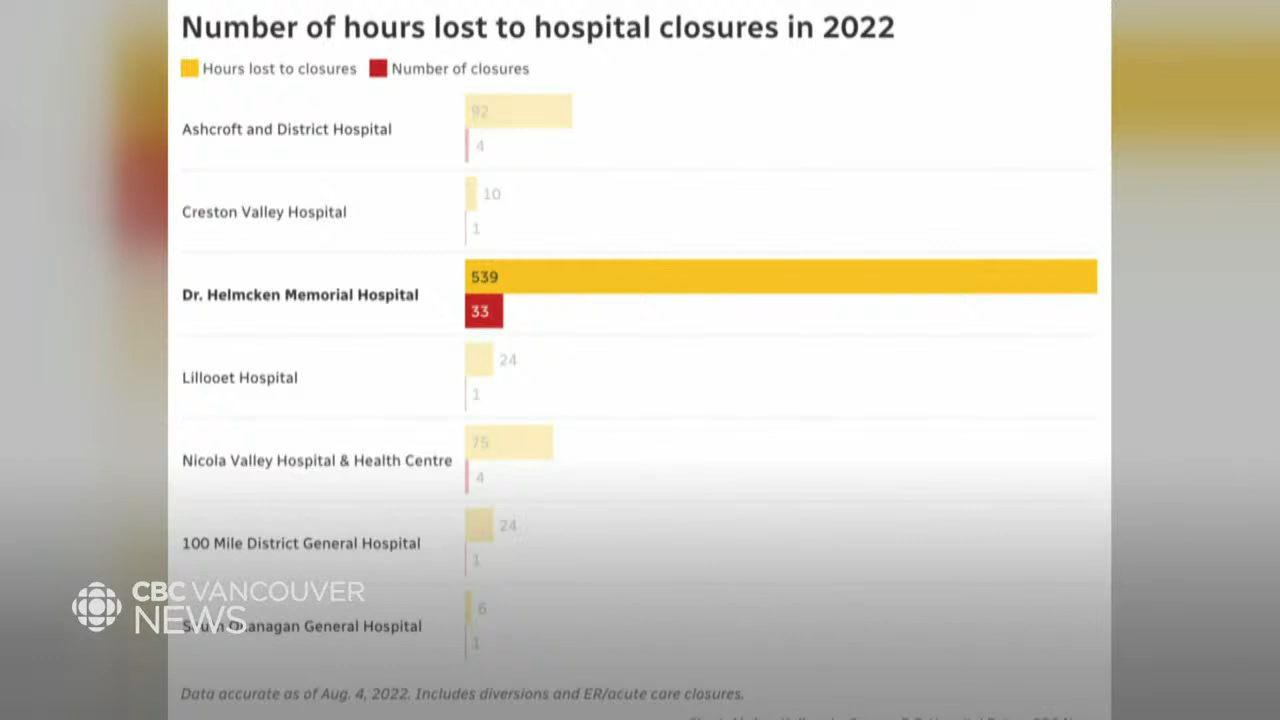 Number of hours lost to hospital closures in 2022
Hours lost to closures Number of closures
92
Ashcroft and District Hospital
4
10
Creston Valley Hospital
1
539
Dr. Helmcken Memorial Hospital
33
24
Lillooet Hospital
1
75
Nicola Valley Hospital & Health Centre
4
24
100 Mile District General Hospital
1
CBC VANCOUVER
NEWS
6
South Okanagan General Hospital
1
Data accurate as of Aug. 4, 2022. Includes diversions and ER/acute care closures.